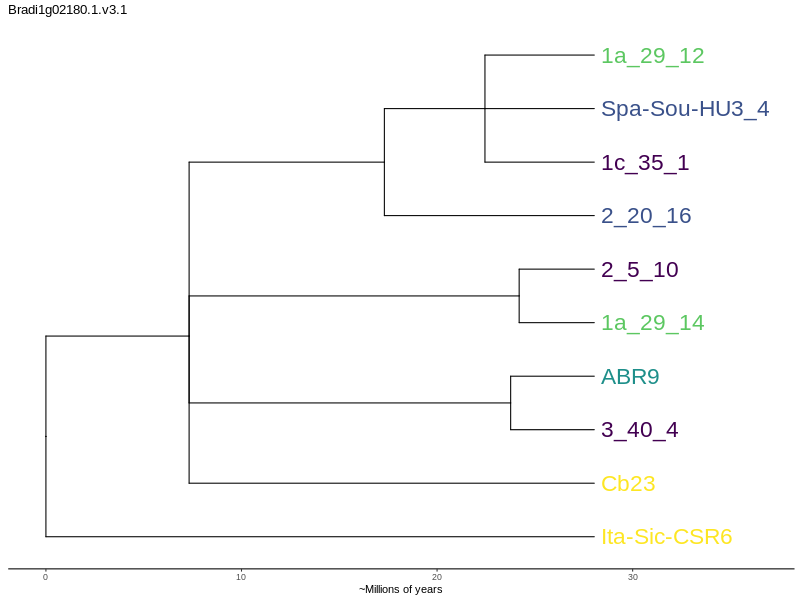 Bradi1g02180.1.v3.1
1a_29_12
Spa-Sou-HU3_4
1c_35_1
2_20_16
2_5_10
1a_29_14
ABR9
3_40_4
Cb23
Ita-Sic-CSR6
0 10 20 30
~Millions of years